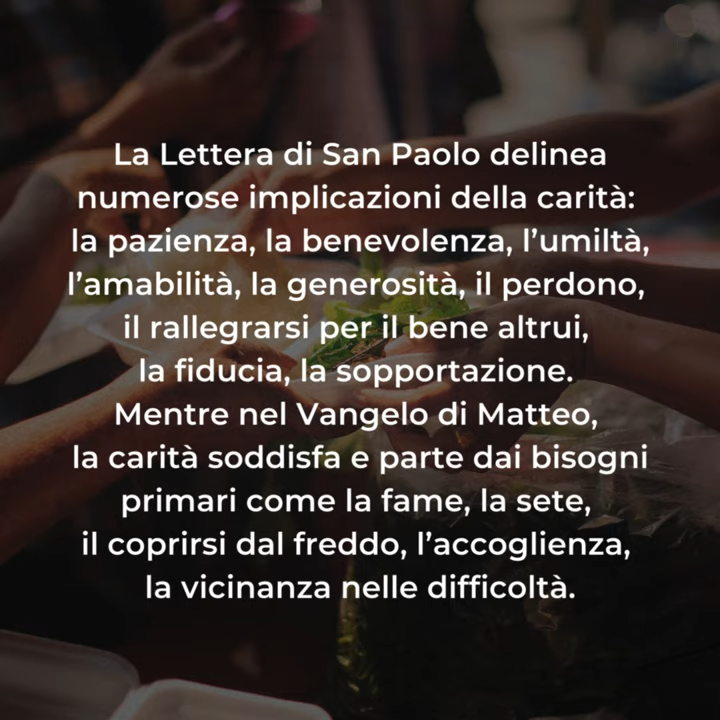 La Lettera di San Paolo delinea
numerose implicazioni della carità:
la pazienza, la benevolenza, l’umiltà,
l’amabilità, la generosità, il perdono,
il rallegrarsi per il bene altrui,
la fiducia, la sopportazione.
Mentre nel Vangelo di Matteo,
la carità soddisfa e parte dai bisogni
primari come la fame, la sete,
il coprirsi dal freddo, l’accoglienza,
la vicinanza nelle difficoltà.